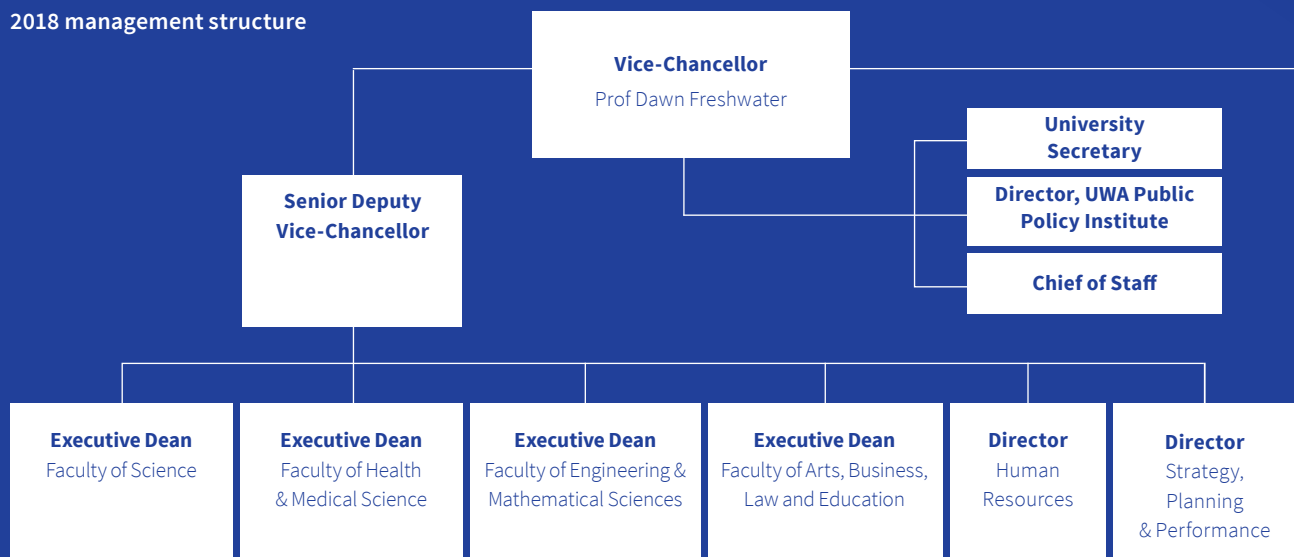 2018 management structure
Vice-Chancellor
Prof Dawn Freshwater
University
Secretary
Director, UWA Public
Policy Institute
Chief of Staff
Senior Deputy
Vice-Chancellor
Executive Dean
Faculty of Science
Executive Dean
Faculty of Health
& Medical Science
Executive Dean
Faculty of Engineering &
Mathematical Sciences
Executive Dean
Faculty of Arts, Business,
Law and Education
Director
Human
Resources
Director
Strategy,
Planning
& Performance